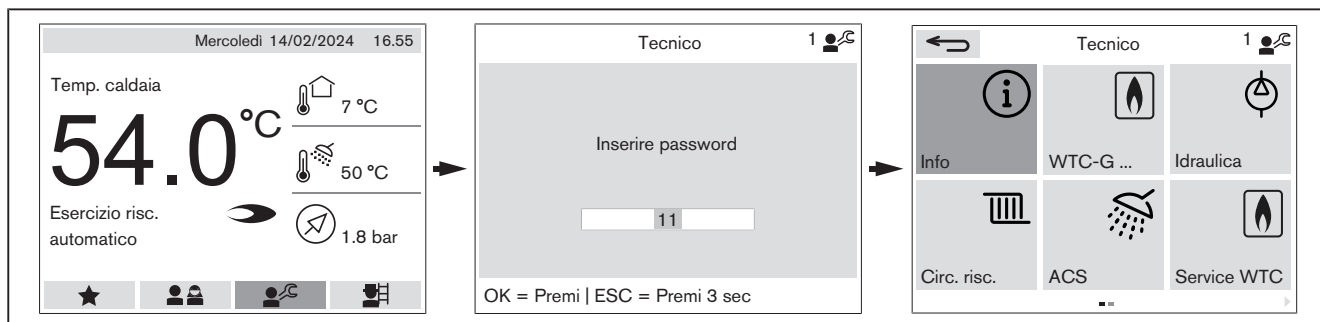 Mercoledì 14/02/2024 16.55
Temp. caldaia
54.0°C
7 °C
50 °C
Esercizio risc.
automatico
1.8 bar
Tecnico 1
Inserire password
11
OK = Premi | ESC = Premi 3 sec
Tecnico 1
Info WTC-G ... Idraulica
Circ. risc. ACS Service WTC